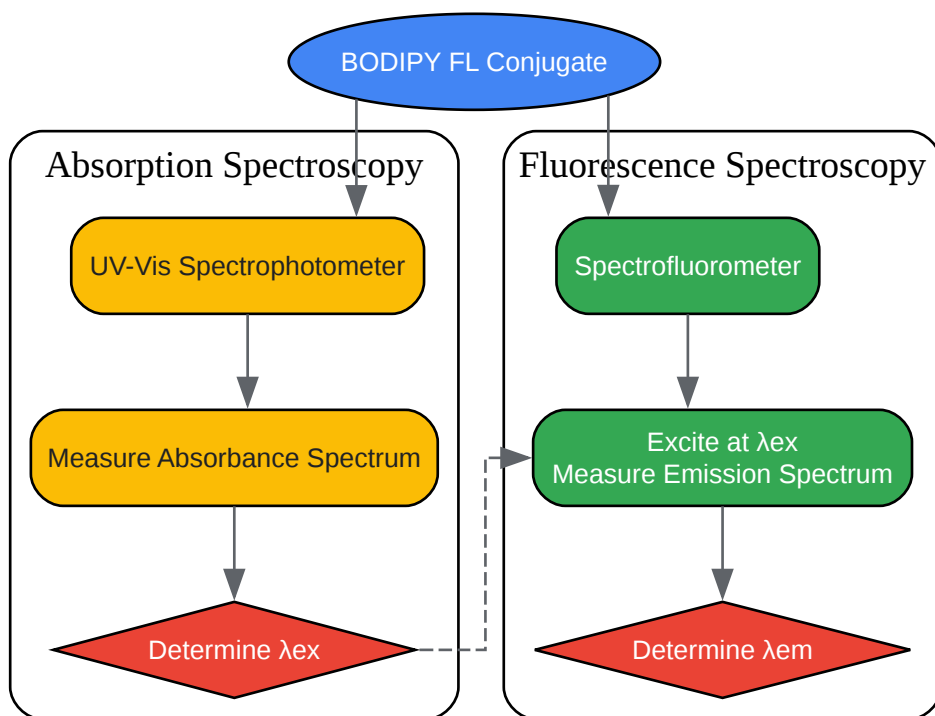 BODIPY FL Conjugate
Absorption Spectroscopy
UV-Vis Spectrophotometer
Measure Absorbance Spectrum
Determine λex
Fluorescence Spectroscopy
Spectrofluorometer
Excite at λex
Measure Emission Spectrum
Determine λem